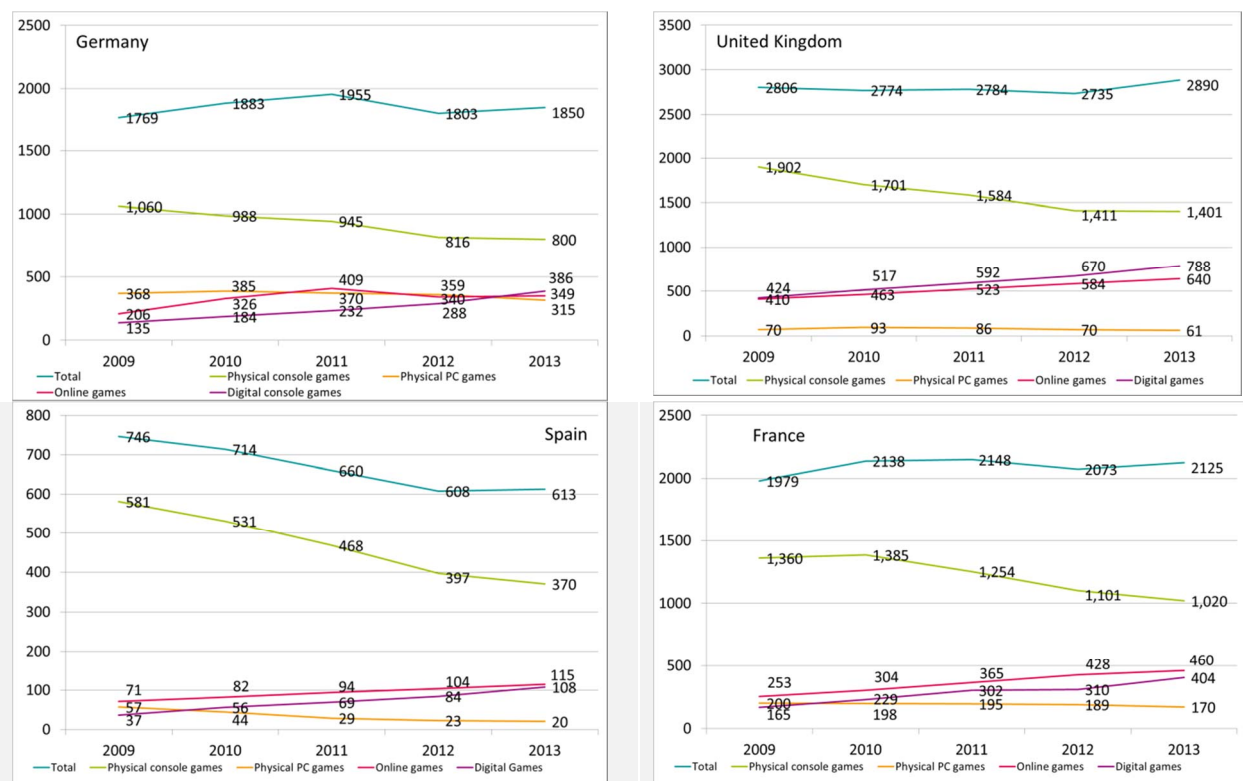 Germany
2500
2000
1500
1000
500
0
1769 1883 1955 1803 1850
1,060 988 945 816 800
368 385 370 359 315
206 326 409 340 349
135 184 232 288 386
2009 2010 2011 2012 2013
Total Physical console games Physical PC games
Online games Digital console games
United Kingdom
3500
3000
2500
2000
1500
1000
500
0
2806 2774 2784 2735 2890
1,902 1,701 1,584 1,411 1,401
424 517 592 670 788
410 463 523 584 640
70 93 86 70 61
2009 2010 2011 2012 2013
Total Physical console games Physical PC games Online games Digital games
Spain
800
700
600
500
400
300
200
100
0
746 714 660 608 613
581 531 468 397 370
71 82 94 104 115
57 44 29 23 20
37 56 69 84 108
2009 2010 2011 2012 2013
Total Physical console games Physical PC games Online games Digital Games
France
2500
2000
1500
1000
500
0
1979 2138 2148 2073 2125
1,360 1,385 1,254 1,101 1,020
253 304 365 428 460
200 198 195 189 170
165 229 302 310 404
2009 2010 2011 2012 2013
Total Physical console games Physical PC games Online games Digital games